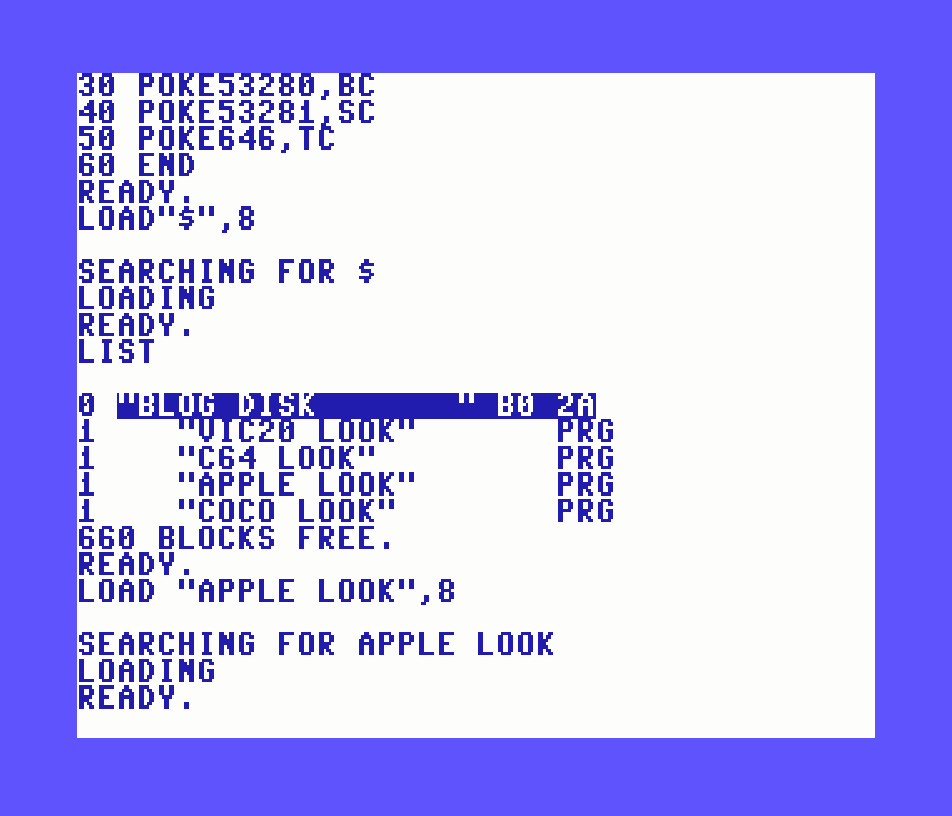 30 POKE53280,BC
40 POKE53281,SC
50 POKE646,TC
60 END
READY.
LOAD"$",8
SEARCHING FOR $
LOADING
READY.
LIST
0 "BLOG DISK       " B0 2A
1    "VIC20 LOOK"       PRG
1    "C64 LOOK"         PRG
1    "APPLE LOOK"       PRG
1    "COCO LOOK"        PRG
660 BLOCKS FREE.
READY.
LOAD "APPLE LOOK",8
SEARCHING FOR APPLE LOOK
LOADING
READY.